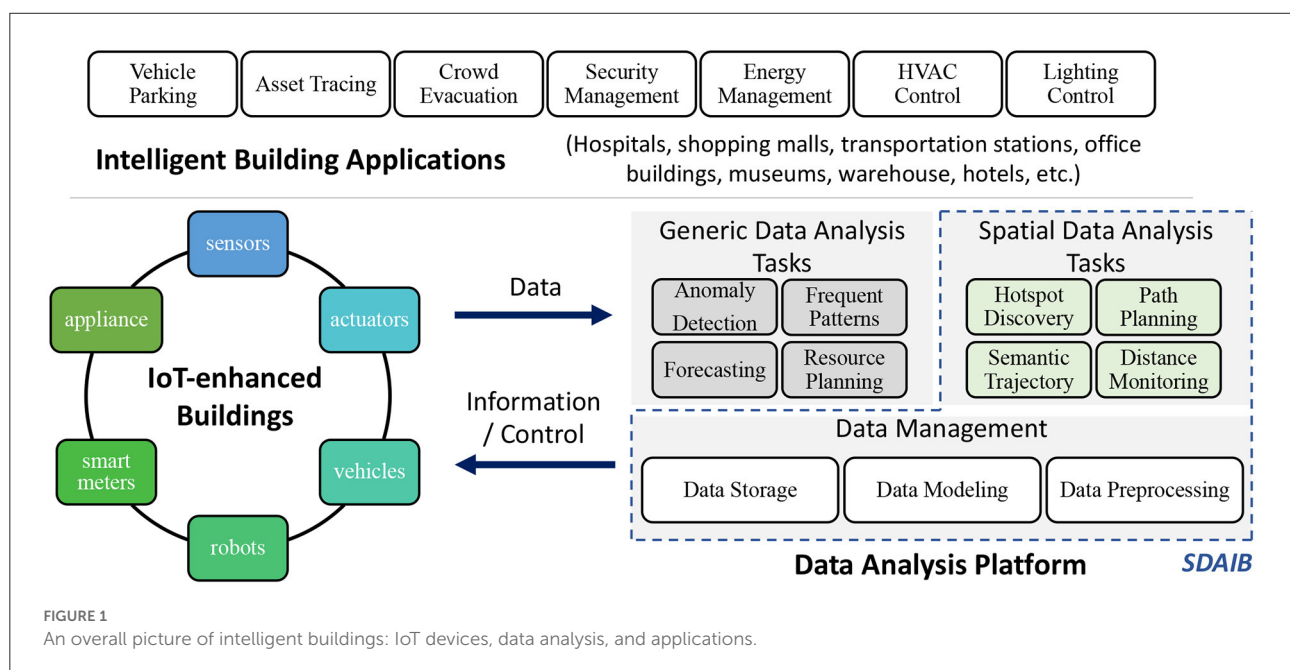 Vehicle
Parking
Asset Tracing
Crowd
Evacuation
Security
Management
Energy
Management
HVAC
Control
Lighting
Control
Intelligent Building Applications
(Hospitals, shopping malls, transportation stations, office
buildings, museums, warehouse, hotels, etc.)
sensors
appliance
actuators
IoT-enhanced
Buildings
smart
meters
vehicles
robots
Data
Information
/ Control
Generic Data Analysis
Tasks
Anomaly
Detection
Frequent
Patterns
Forecasting
Resource
Planning
Spatial Data Analysis
Tasks
Hotspot
Discovery
Path
Planning
Semantic
Trajectory
Distance
Monitoring
Data Management
Data Storage
Data Modeling
Data Preprocessing
Data Analysis Platform
SDAIB
FIGURE 1
An overall picture of intelligent buildings: IoT devices, data analysis, and applications.